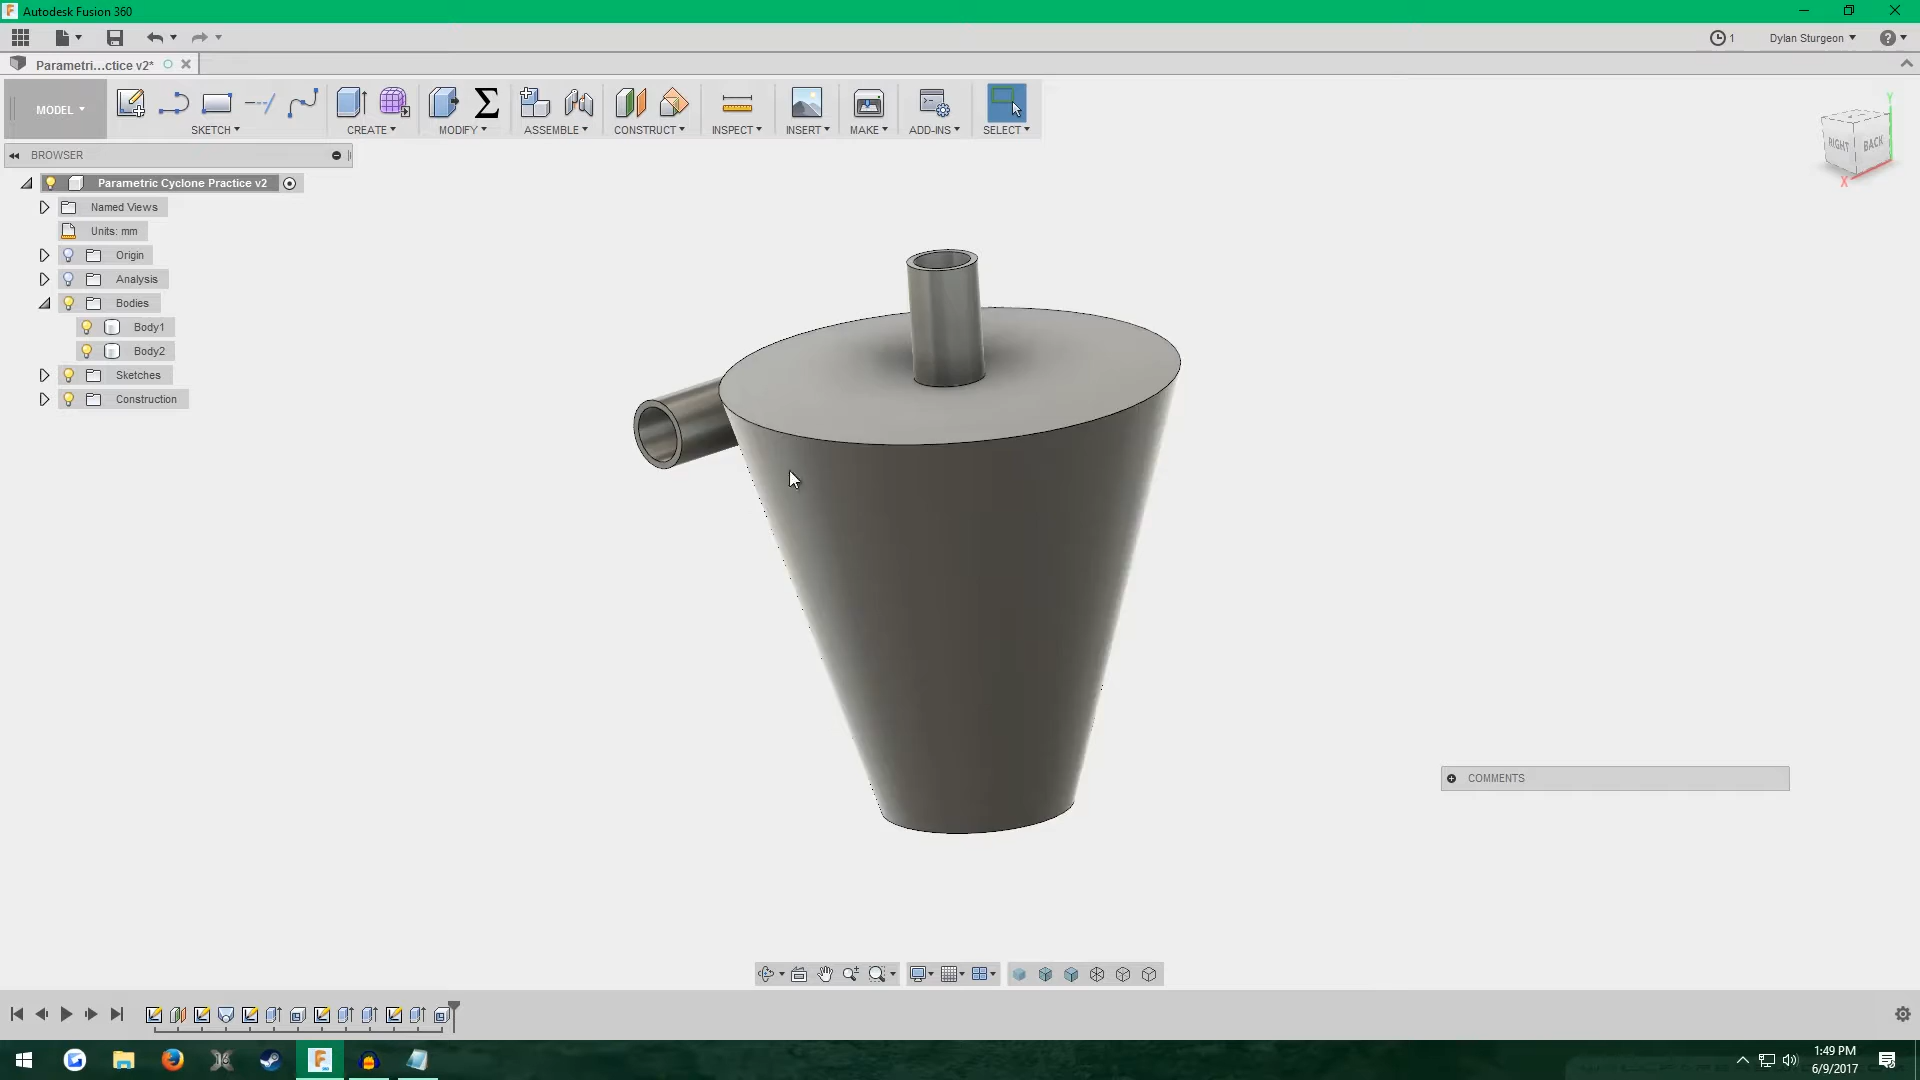 Autodesk Fusion 360
1
Dylan Sturgeon
Parametri...ctice v2*
MODEL
SKETCH
CREATE
MODIFY
ASSEMBLE
CONSTRUCT
INSPECT
INSERT
MAKE
ADD-INS
SELECT
Y
RIGHT
BACK
X
BROWSER
Parametric Cyclone Practice v2
Named Views
Units: mm
Origin
Analysis
Bodies
Body1
Body2
Sketches
Construction
COMMENTS
1:49 PM
6/9/2017